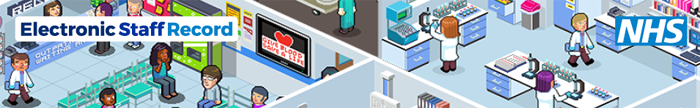 Electronic Staff Record
GIVE BLOOD
SAVE A LIFE
NHS